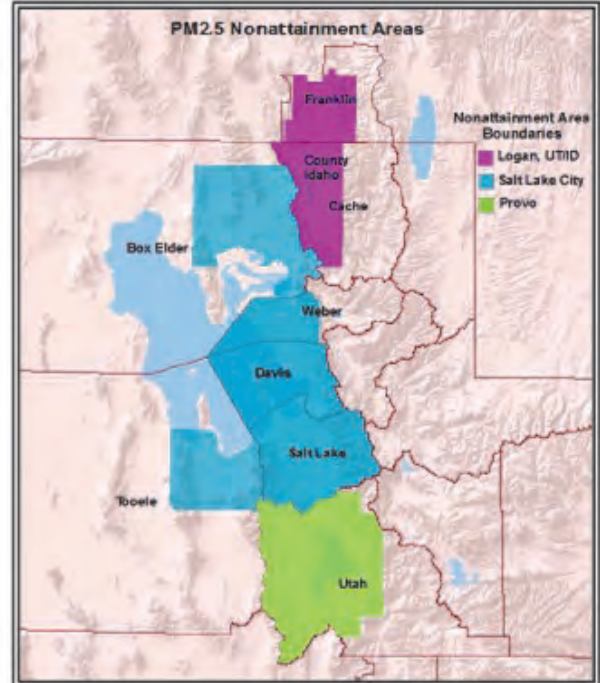 PM2.5 Nonattainment Areas
Franklin
Nonattainment Area
Boundaries
Logan, UT/ID
Salt Lake City
Provo
County
Idaho
Cache
Box Elder
Weber
Davis
Salt Lake
Tooele
Utah